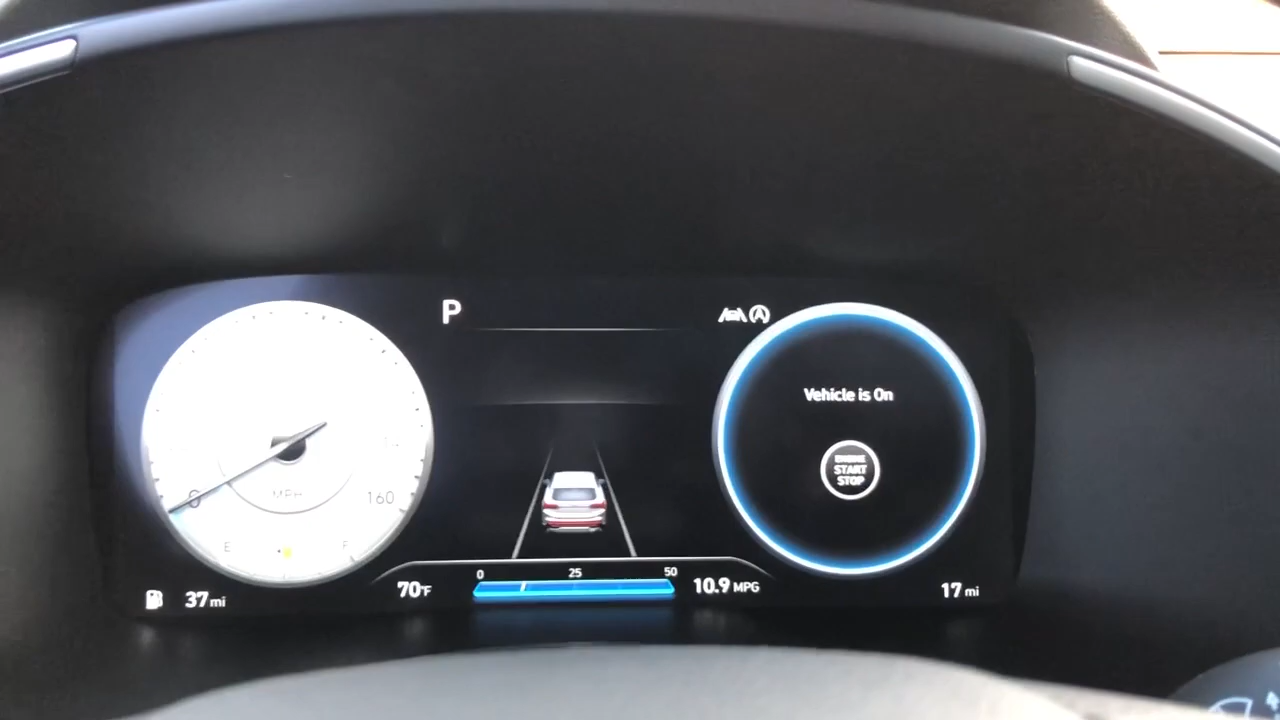 P
Vehicle is On
ENGINE
START
STOP
0
MPH
160
E
F
37 mi
70°F
0 25 50
10.9 MPG
17 mi